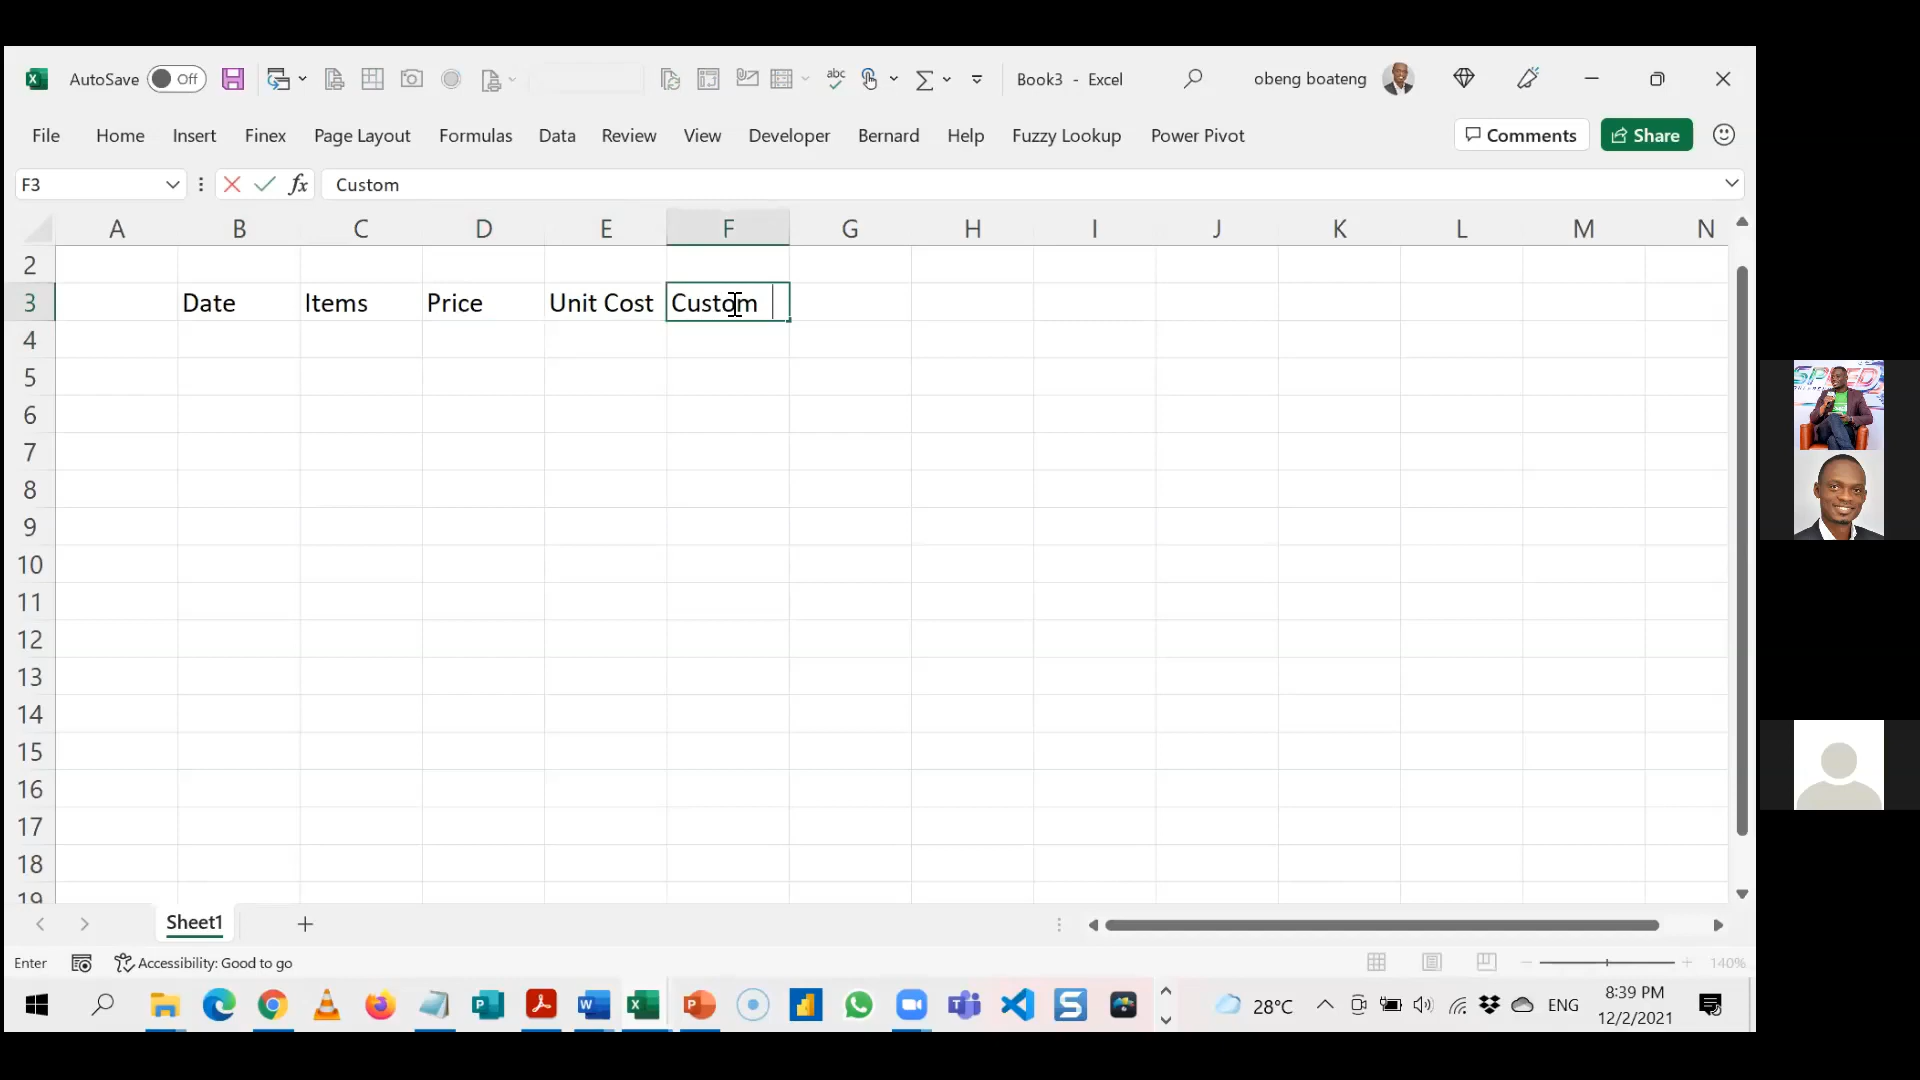 AutoSave Off Book3 - Excel obeng boateng
File Home Insert Finex Page Layout Formulas Data Review View Developer Bernard Help Fuzzy Lookup Power Pivot Comments Share
F3 fx Custom
A B C D E F G H I J K L M N
2
3 Date Items Price Unit Cost Custom
4
5
6
7
8
9
10
11
12
13
14
15
16
17
18
19
Sheet1
Enter Accessibility: Good to go 140%
28°C ENG 8:39 PM
12/2/2021